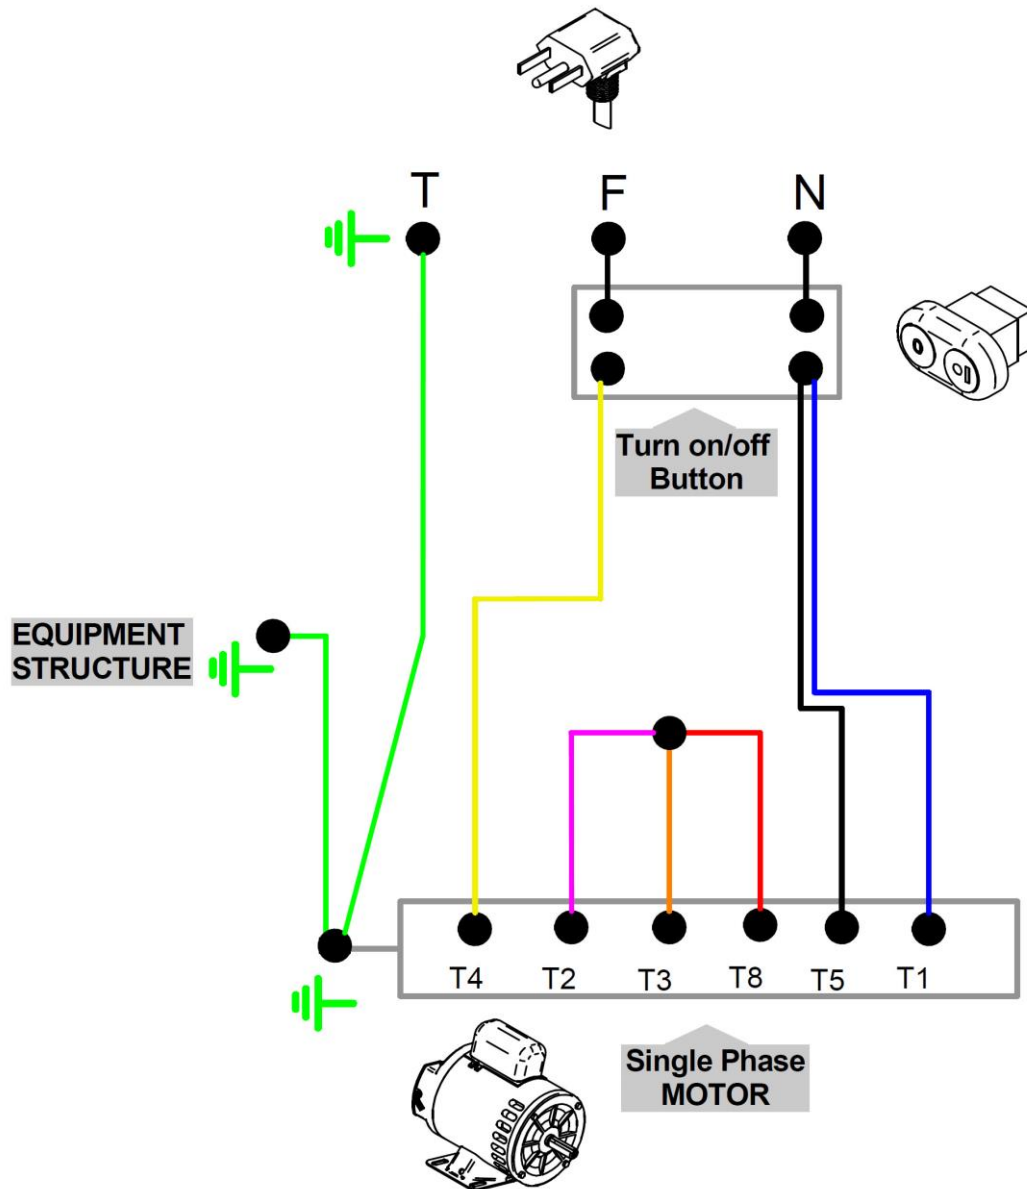 T F N
Turn on/off
Button
EQUIPMENT
STRUCTURE
T4 T2 T3 T8 T5 T1
Single Phase
MOTOR